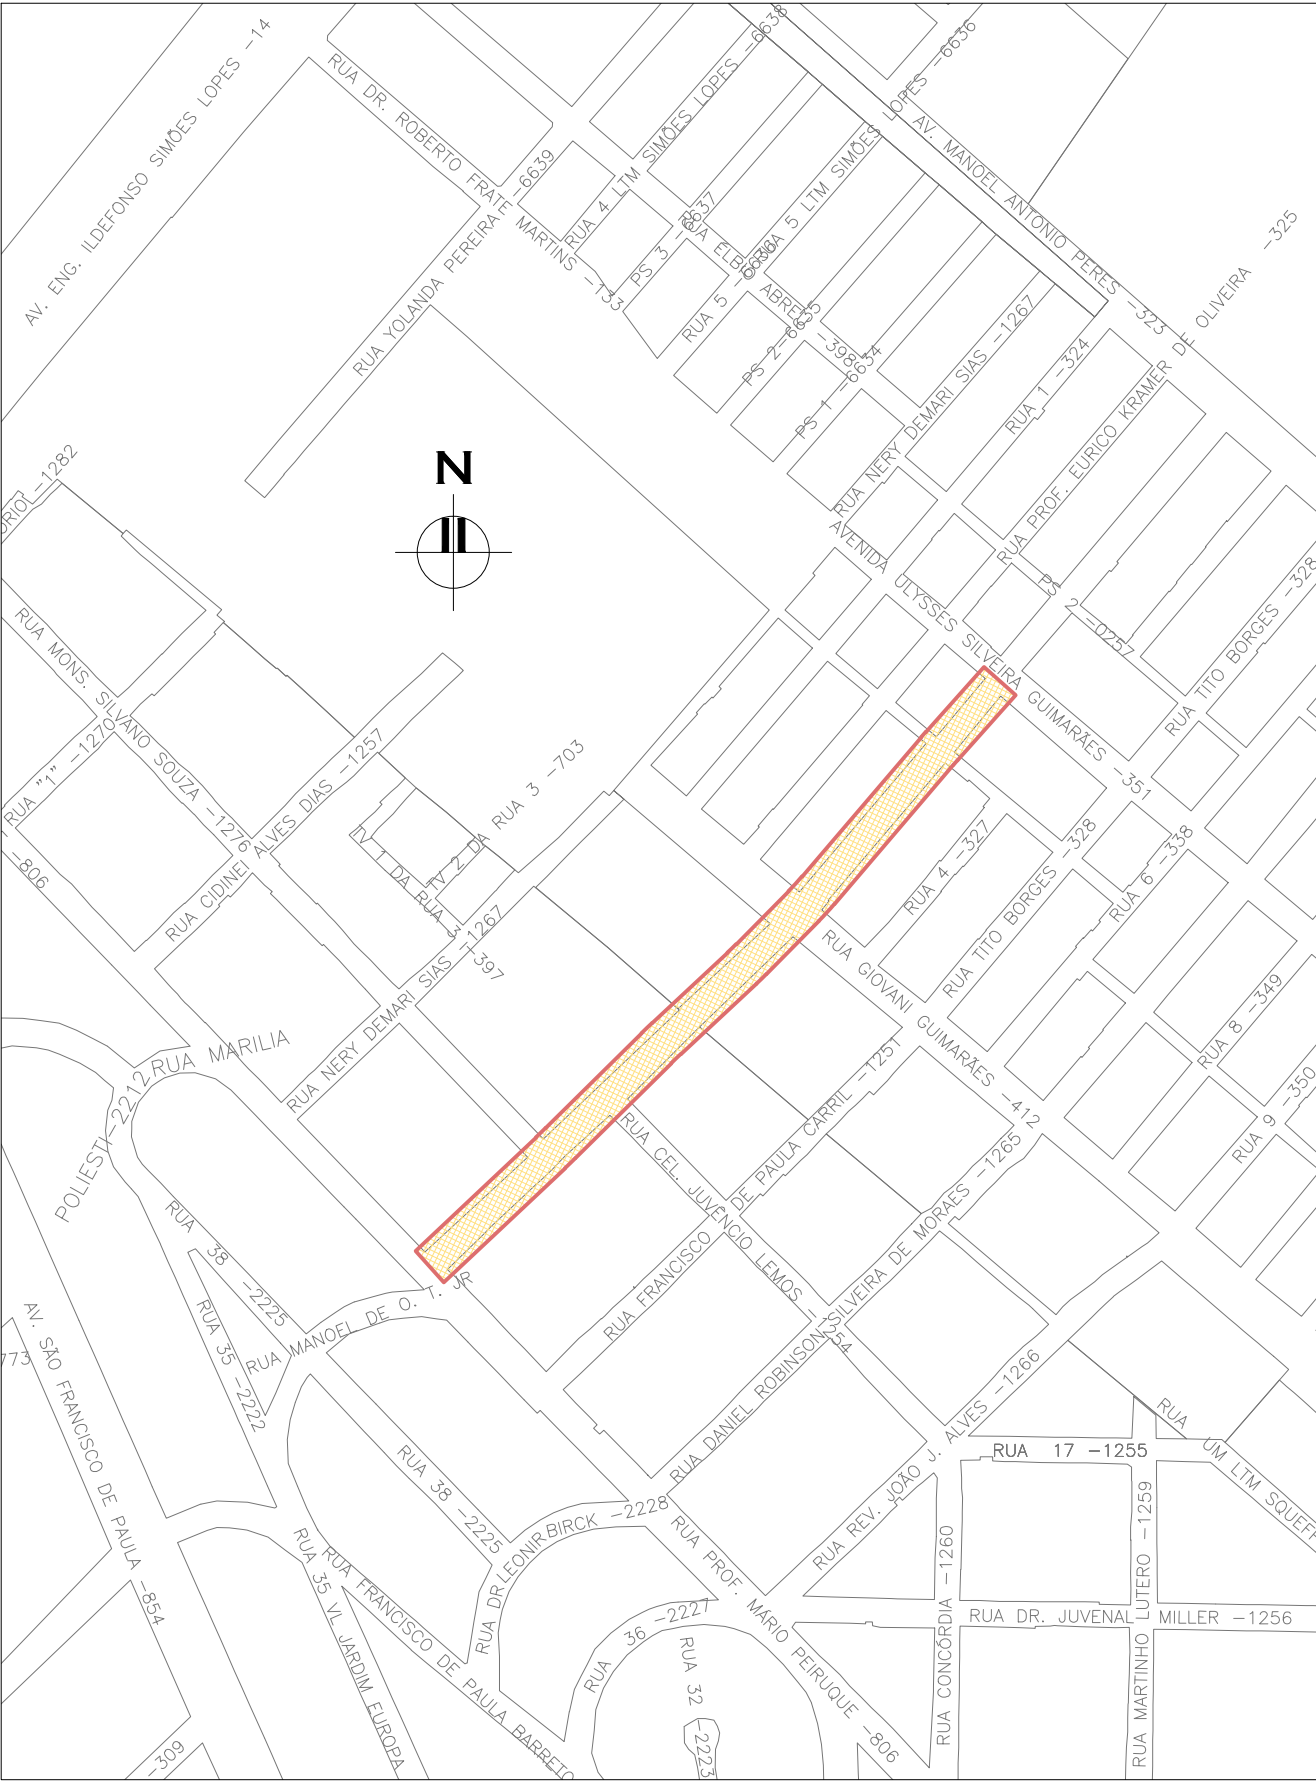 AV. ENG. ILDEFONSO SIMÕES LOPES -14
RUA DR. ROBERTO FRATE MARTINS -133
RUA 4 LTM SIMÕES LOPES -6638
LOPES -6636
AV. MANOEL ANTONIO PERES -323
RUA YOLANDA PEREIRA -6639
PS 3 -6637
RUA 5 LTM SIMÕES
RUA ELBIO ABREU -398
RUA 5 -6636
PS 2-6635
PS 1 -6634
RUA NERY DEMARI SIAS -1267
RUA 1 -324
RUA PROF. EURICO KRAMER DE OLIVEIRA -325
-1282
N
AVENIDA ULYSSES SILVEIRA GUIMARÃES -351
PS 2 -0257
RUA TITO BORGES -328
RUA MONS. SILVANO SOUZA -1276
RUA "1" -1270
-806
RUA CIDINEI ALVES DIAS -1257
TV 1 DA RUA 3 -397
TV 2 DA RUA 3 -703
RUA NERY DEMARI SIAS -1267
RUA 4 -327
RUA TITO BORGES -328
RUA 6 -338
RUA GIOVANI GUIMARÃES -412
RUA 8 -349
RUA 9 -350
RUA MARILIA
POLIESTI-2212
RUA CEL. JUVENCIO LEMOS -1254
RUA FRANCISCO DE PAULA CARRIL -1251
RUA DANIEL ROBINSON SILVEIRA DE MORAES -1265
RUA 38 -2225
RUA 35 -2222
RUA MANOEL DE O. T. JR
AV. SÃO FRANCISCO DE PAULA -854
773
RUA REV. JOÃO J. ALVES -1266
RUA 17 -1255
RUA UM LTM SQUEFF
RUA 38 -2225
RUA DR LEONIR BIRCK -2228
RUA PROF. MÁRIO PEIRUQUE -806
RUA CONCÓRDIA -1260
RUA MARTINHO LUTERO -1259
RUA DR. JUVENAL MILLER -1256
RUA 35 VL JARDIM EUROPA
RUA FRANCISCO DE PAULA BARRETO
RUA 36 -2227
RUA 32 -2223
-309